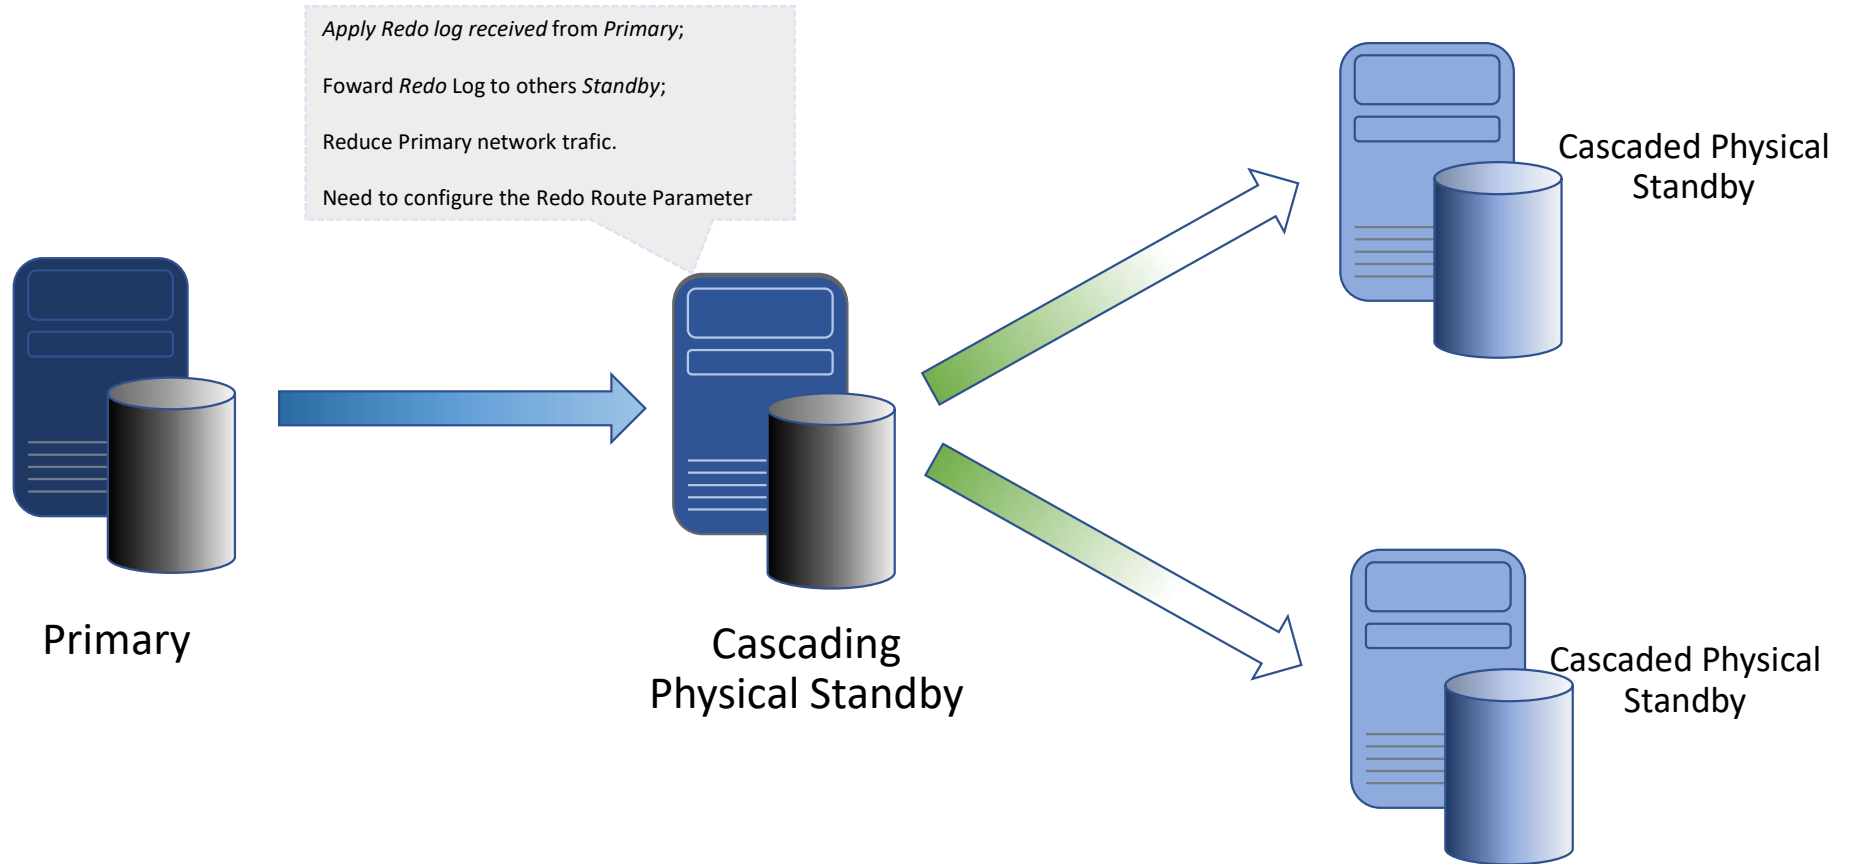 Apply Redo log received from Primary;
Foward Redo Log to others Standby;
Reduce Primary network trafic.
Need to configure the Redo Route Parameter
Cascaded Physical
Standby
Primary
Cascading
Physical Standby
Cascaded Physical
Standby